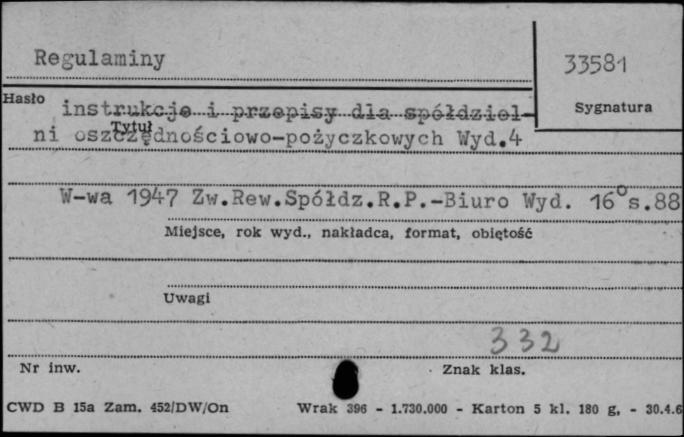 Regulaminy
33581
Hasło
Sygnatura
instrukcje i przepisy dla spółdziel-
Tytuł
ni oszczędnościowo-pożyczkowych Wyd.4
W-wa 1947 Zw.Rew.Spółdz.R.P.-Biuro Wyd. 16° s.88
Miejsce, rok wyd., nakładca, format, objętość
Uwagi
332
Nr inw.
Znak klas.
CWD B 15a Zam. 452/DW/On Wrak 396 - 1.730.000 - Karton 5 kl. 180 g, - 30.4.6